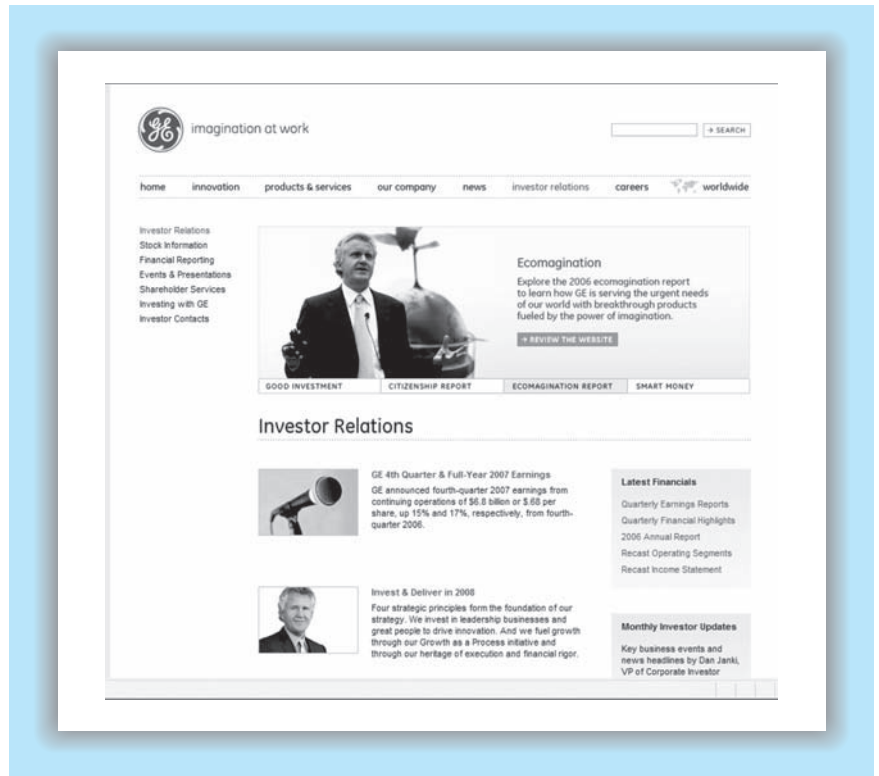 GE imagination at work
→ SEARCH
home innovation products & services our company news investor relations careers worldwide
Investor Relations
Stock Information
Financial Reporting
Events & Presentations
Shareholder Services
Investing with GE
Investor Contacts
Ecomagination
Explore the 2006 ecomagination report
to learn how GE is serving the urgent needs
of our world with breakthrough products
fueled by the power of imagination.
→ REVIEW THE WEBSITE
GOOD INVESTMENT CITIZENSHIP REPORT ECOMAGINATION REPORT SMART MONEY
Investor Relations
GE 4th Quarter & Full-Year 2007 Earnings
GE announced fourth-quarter 2007 earnings from
continuing operations of $6.8 billion or $.68 per
share, up 15% and 17%, respectively, from fourth-
quarter 2006.
Invest & Deliver in 2008
Four strategic principles form the foundation of our
strategy. We invest in leadership businesses and
great people to drive innovation. And we fuel growth
through our Growth as a Process initiative and
through our heritage of execution and financial rigor.
Latest Financials
Quarterly Earnings Reports
Quarterly Financial Highlights
2006 Annual Report
Recast Operating Segments
Recast Income Statement
Monthly Investor Updates
Key business events and
news headlines by Dan Janki,
VP of Corporate Investor